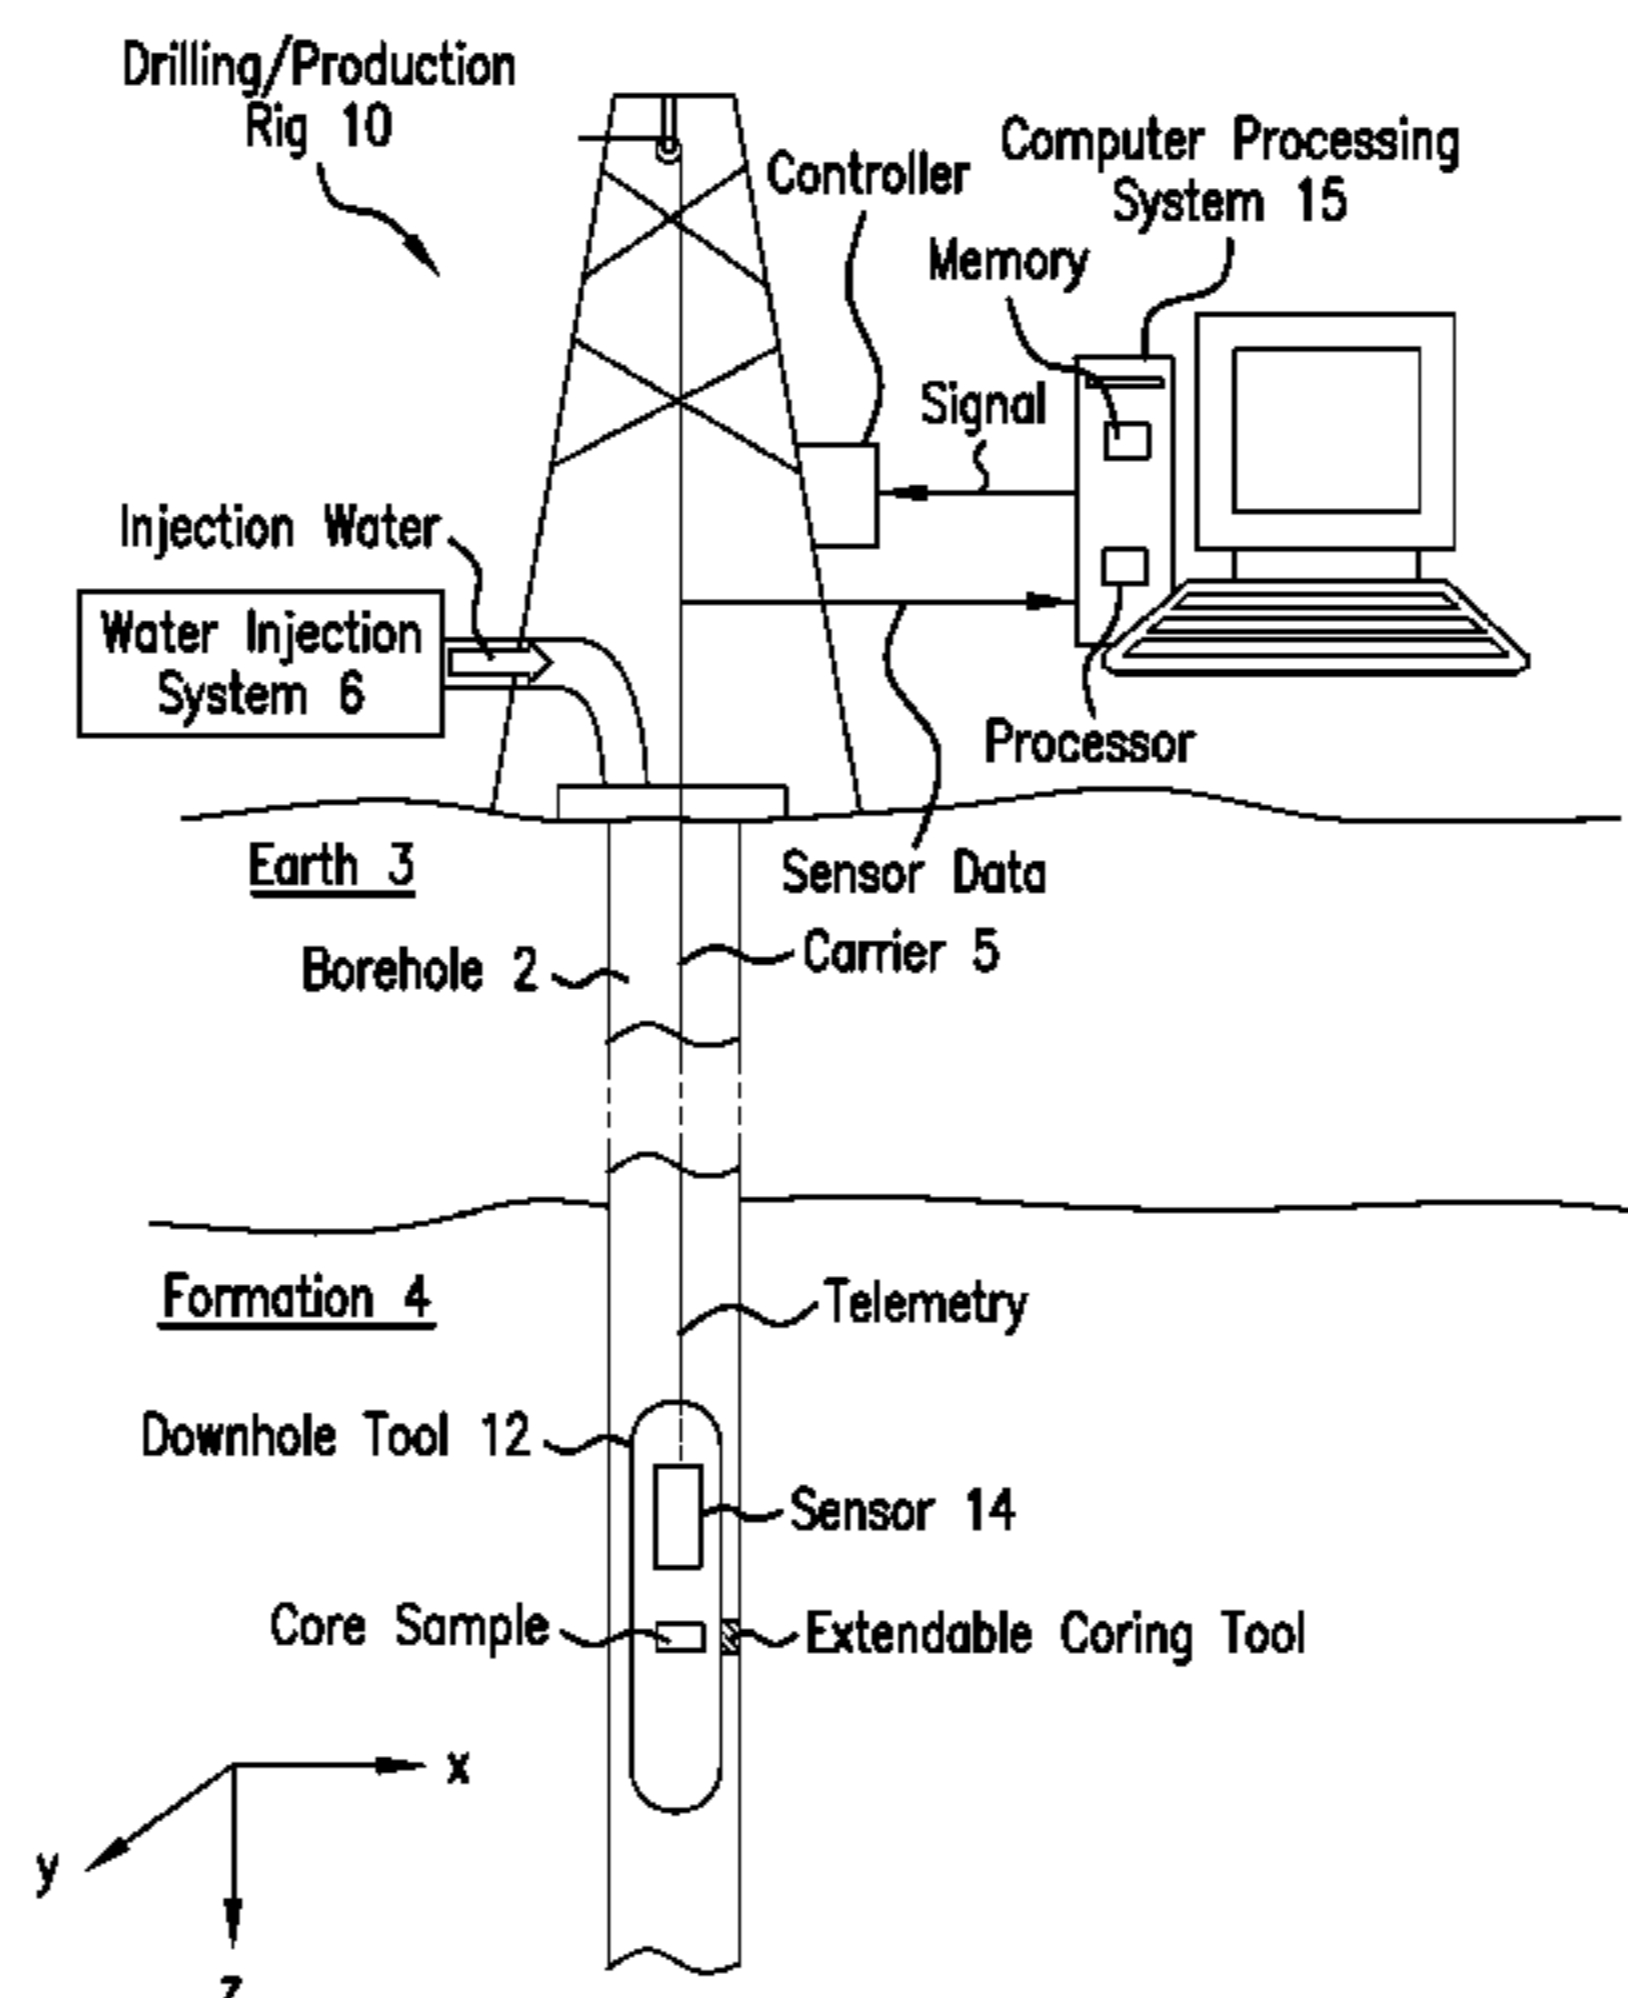 Drilling/Production
Rig 10
Controller
Computer Processing
System 15
Memory
Signal
Injection Water
Water Injection
System 6
Processor
Earth 3
Sensor Data
Borehole 2
Carrier 5
Formation 4
Telemetry
Downhole Tool 12
Sensor 14
Core Sample
Extendable Coring Tool
x
y
z